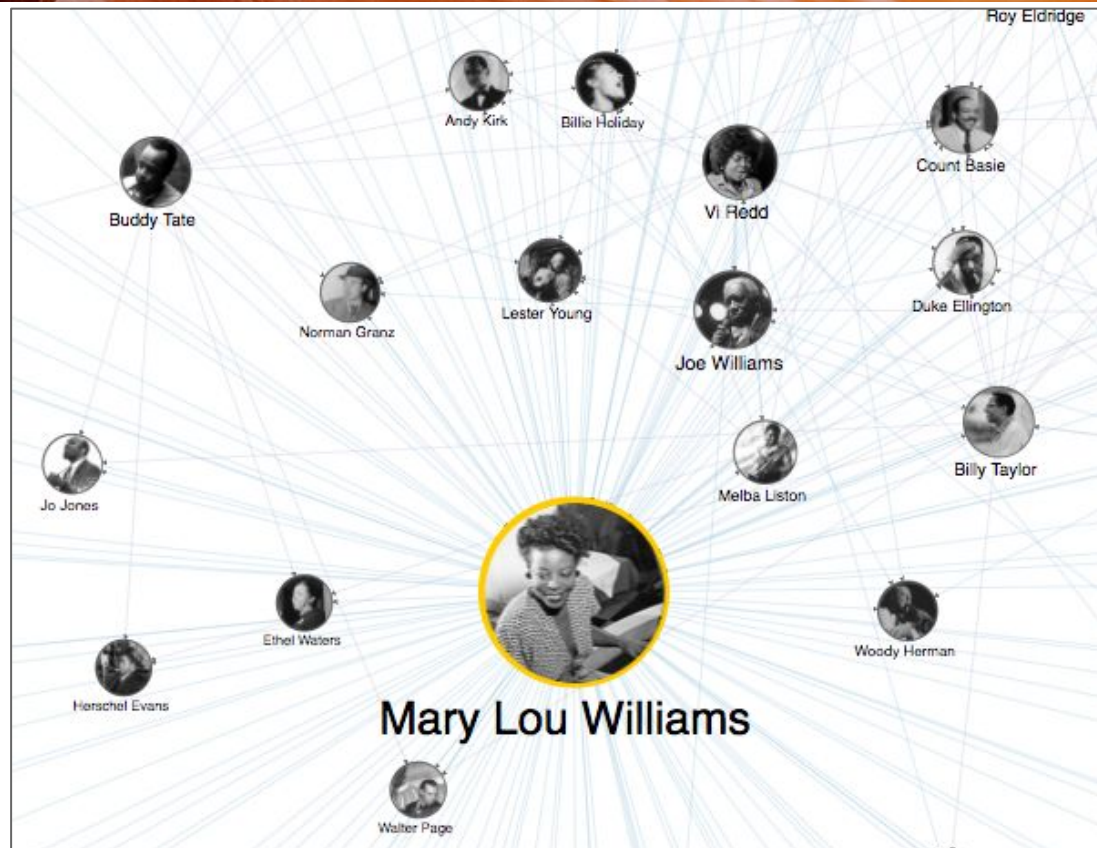 Roy Eldridge
Andy Kirk
Billie Holiday
Count Basie
Buddy Tate
Vi Redd
Norman Granz
Lester Young
Duke Ellington
Joe Williams
Billy Taylor
Jo Jones
Melba Liston
Ethel Waters
Woody Herman
Herschel Evans
Mary Lou Williams
Walter Page